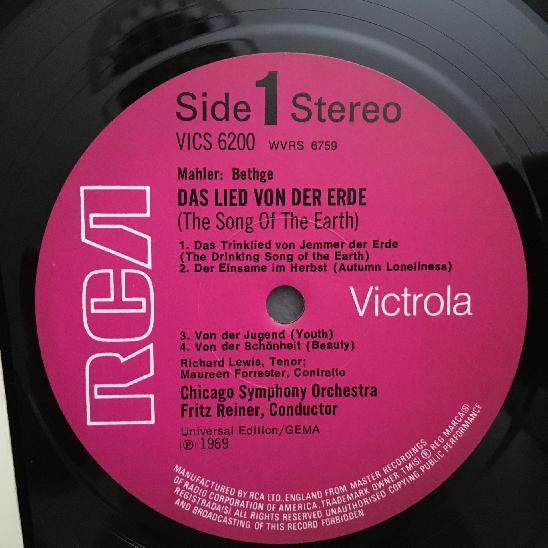 Side 1 Stereo
VICS 6200 WVRS 6759
Mahler: Bethge
DAS LIED VON DER ERDE
(The Song Of The Earth)
1. Das Trinklied von Jemmer der Erde
(The Drinking Song of the Earth)
2. Der Einsame im Herbst (Autumn Loneliness)
RCA
Victrola
3. Von der Jugend (Youth)
4. Von der Schönheit (Beauty)
Richard Lewis, Tenor;
Maureen Forrester, Contralto
Chicago Symphony Orchestra
Fritz Reiner, Conductor
Universal Edition/GEMA
(℗) 1969
MANUFACTURED BY RCA LTD., ENGLAND FROM MASTER RECORDINGS
OF RADIO CORPORATION OF AMERICA. TRADEMARK OWNER. TM(S) ® REG MARCA(S)
REGISTRADA(S) ALL RIGHTS RESERVED UNAUTHORISED COPYING, PUBLIC PERFORMANCE
AND BROADCASTING OF THIS RECORD FORBIDDEN